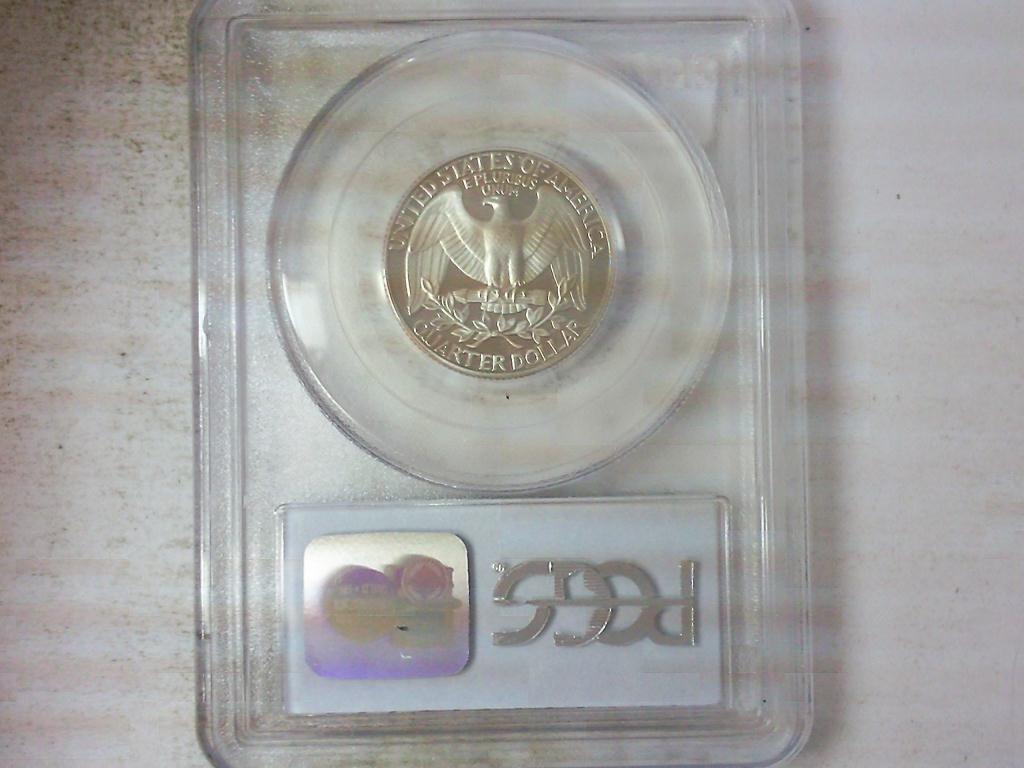 UNITED STATES OF AMERICA
E PLURIBUS
UNUM
QUARTER DOLLAR
PCGS